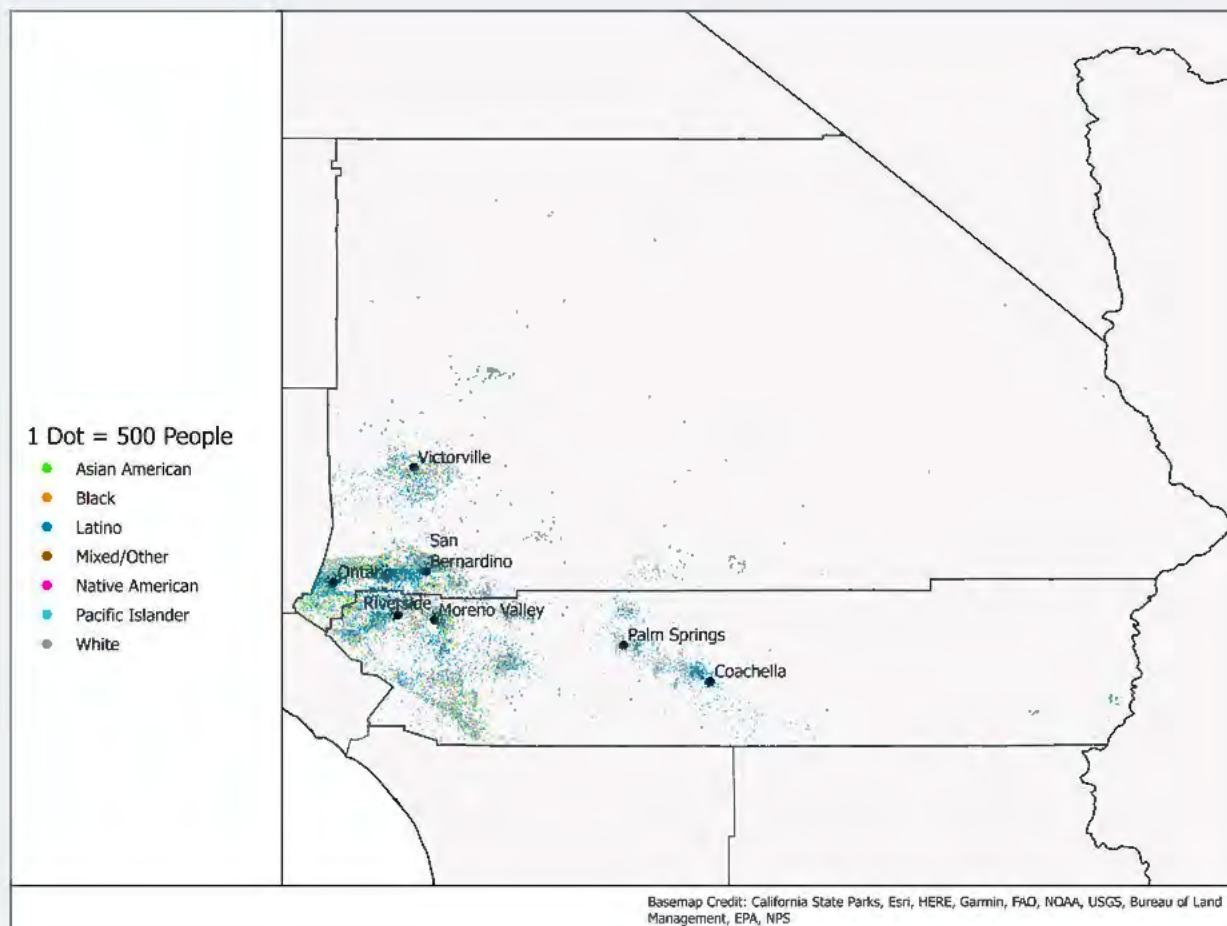 1 Dot = 500 People
Asian American
Black
Latino
Mixed/Other
Native American
Pacific Islander
White
Victorville
San
Bernardino
Ontario
Riverside
Moreno Valley
Palm Springs
Coachella
Basemap Credit: California State Parks, Esri, HERE, Garmin, FAO, NOAA, USGS, Bureau of Land
Management, EPA, NPS